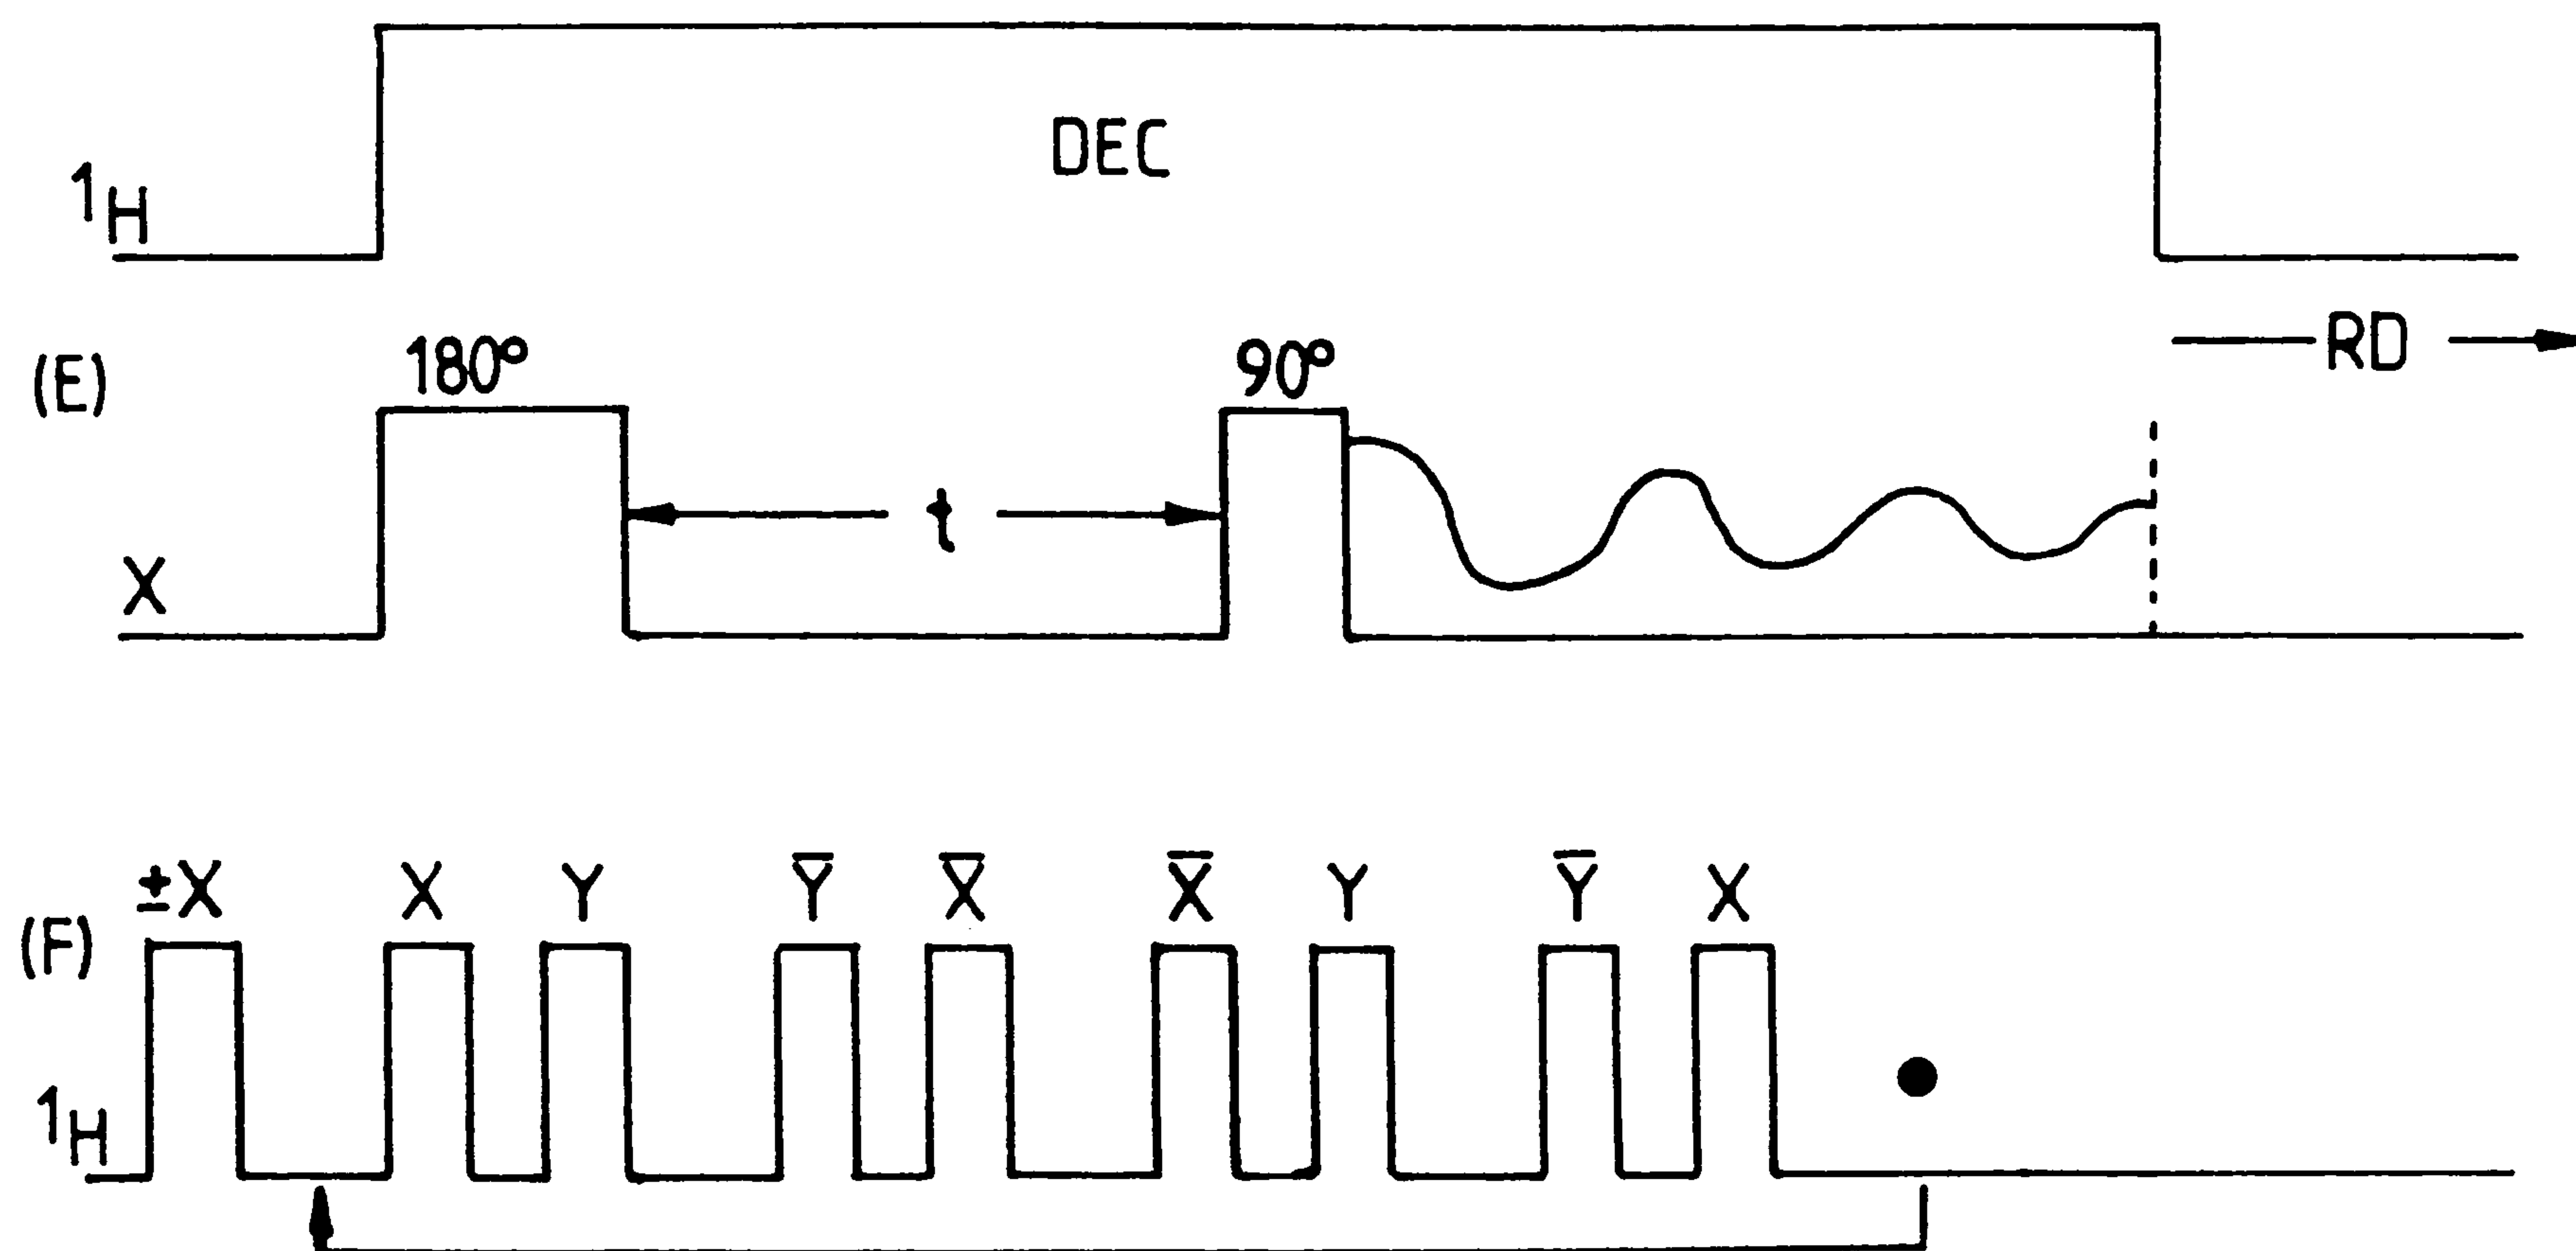 DEC
¹H
RD
(E)
180°
90°
t
X
±X X Y Y̅ X̅ X̅ Y Y̅ X
(F)
¹H